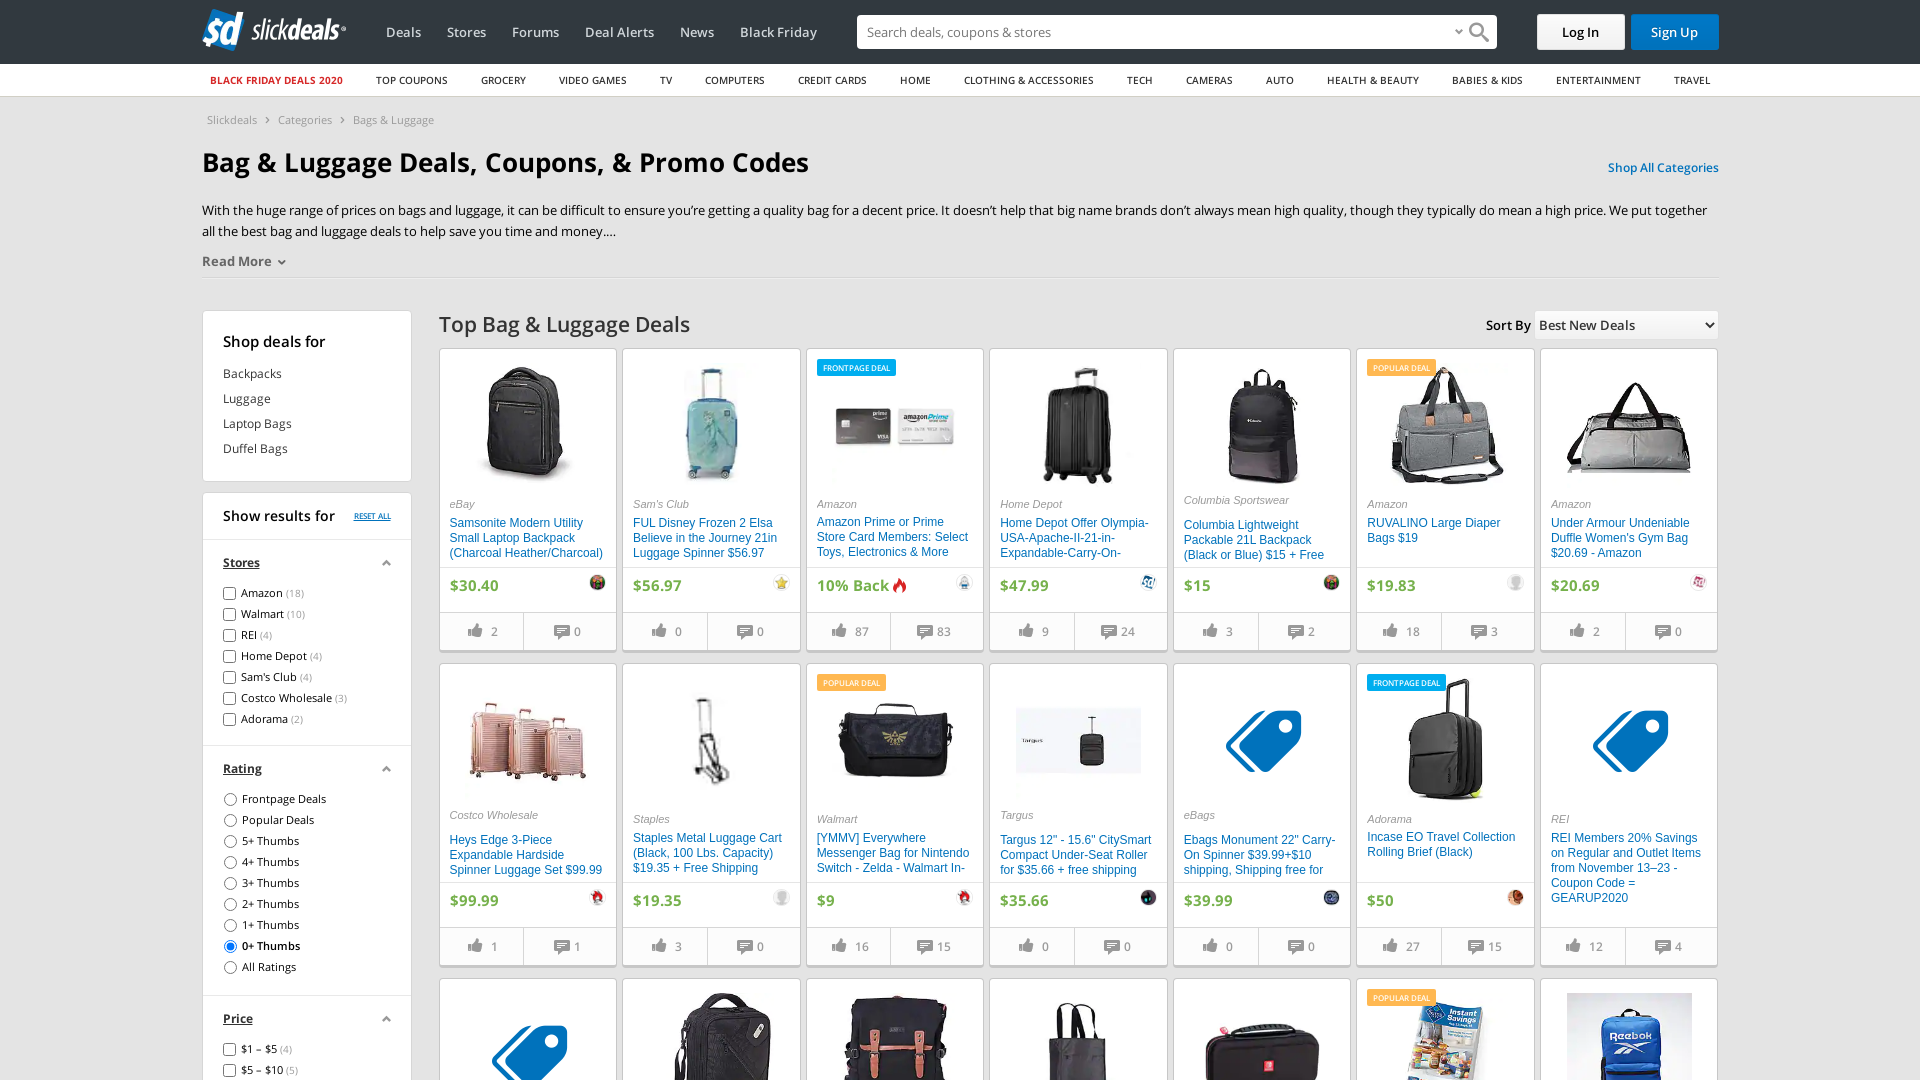 slickdeals
Deals
Stores
Forums
Deal Alerts
News
Black Friday
Search deals, coupons & stores
Log In
Sign Up
BLACK FRIDAY DEALS 2020
TOP COUPONS
GROCERY
VIDEO GAMES
TV
COMPUTERS
CREDIT CARDS
HOME
CLOTHING & ACCESSORIES
TECH
CAMERAS
AUTO
HEALTH & BEAUTY
BABIES & KIDS
ENTERTAINMENT
TRAVEL
Slickdeals
Categories
Bags & Luggage
Bag & Luggage Deals, Coupons, & Promo Codes
Shop All Categories
With the huge range of prices on bags and luggage, it can be difficult to ensure you’re getting a quality bag for a decent price. It doesn’t help that big name brands don’t always mean high quality, though they typically do mean a high price. We put together
all the best bag and luggage deals to help save you time and money....
Read More
Shop deals for
Backpacks
Luggage
Laptop Bags
Duffel Bags
Show results for
RESET ALL
Stores
Amazon (18)
Walmart (10)
REI (4)
Home Depot (4)
Sam's Club (4)
Costco Wholesale (3)
Adorama (2)
Rating
Frontpage Deals
Popular Deals
5+ Thumbs
4+ Thumbs
3+ Thumbs
2+ Thumbs
1+ Thumbs
0+ Thumbs
All Ratings
Price
$1 – $5 (4)
$5 – $10 (5)
Top Bag & Luggage Deals
Sort By
Best New Deals
eBay
Samsonite Modern Utility
Small Laptop Backpack
(Charcoal Heather/Charcoal)
$30.40
2
0
Sam's Club
FUL Disney Frozen 2 Elsa
Believe in the Journey 21in
Luggage Spinner $56.97
$56.97
0
0
FRONTPAGE DEAL
prime
VISA
amazonPrime
Amazon
Amazon Prime or Prime
Store Card Members: Select
Toys, Electronics & More
10% Back
87
83
Home Depot
Home Depot Offer Olympia-
USA-Apache-II-21-in-
Expandable-Carry-On-
$47.99
9
24
Columbia
Columbia Sportswear
Columbia Lightweight
Packable 21L Backpack
(Black or Blue) $15 + Free
$15
3
2
POPULAR DEAL
Amazon
RUVALINO Large Diaper
Bags $19
$19.83
18
3
Amazon
Under Armour Undeniable
Duffle Women's Gym Bag
$20.69 - Amazon
$20.69
2
0
Costco Wholesale
Heys Edge 3-Piece
Expandable Hardside
Spinner Luggage Set $99.99
$99.99
1
1
Staples
Staples Metal Luggage Cart
(Black, 100 Lbs. Capacity)
$19.35 + Free Shipping
$19.35
3
0
POPULAR DEAL
Walmart
[YMMV] Everywhere
Messenger Bag for Nintendo
Switch - Zelda - Walmart In-
$9
16
15
Targus
Targus
Targus 12" - 15.6" CitySmart
Compact Under-Seat Roller
for $35.66 + free shipping
$35.66
0
0
eBags
Ebags Monument 22" Carry-
On Spinner $39.99+$10
shipping, Shipping free for
$39.99
0
0
FRONTPAGE DEAL
Adorama
Incase EO Travel Collection
Rolling Brief (Black)
$50
27
15
REI
REI Members 20% Savings
on Regular and Outlet Items
from November 13–23 -
Coupon Code =
GEARUP2020
12
4
POPULAR DEAL
Instant
Savings
Reebok